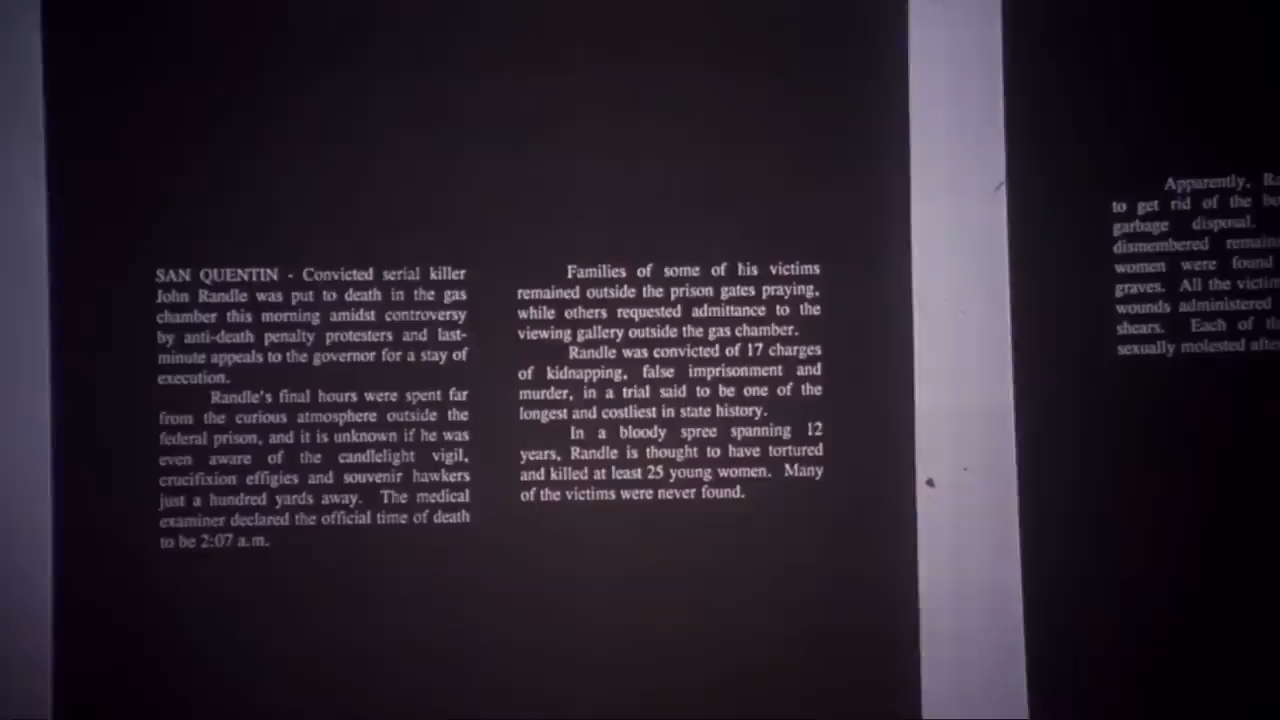 SAN QUENTIN - Convicted serial killer
John Randle was put to death in the gas
chamber this morning amidst controversy
by anti-death penalty protesters and last-
minute appeals to the governor for a stay of
execution.
Randle's final hours were spent far
from the curious atmosphere outside the
federal prison, and it is unknown if he was
even aware of the candlelight vigil,
crucifixion effigies and souvenir hawkers
just a hundred yards away. The medical
examiner declared the official time of death
to be 2:07 a.m.
Families of some of his victims
remained outside the prison gates praying,
while others requested admittance to the
viewing gallery outside the gas chamber.
Randle was convicted of 17 charges
of kidnapping, false imprisonment and
murder, in a trial said to be one of the
longest and costliest in state history.
In a bloody spree spanning 12
years, Randle is thought to have tortured
and killed at least 25 young women. Many
of the victims were never found.
Apparently,
to get rid of the
garbage disposal.
dismembered
women were found
graves. All the
wounds administered
shears. Each of
sexually molested